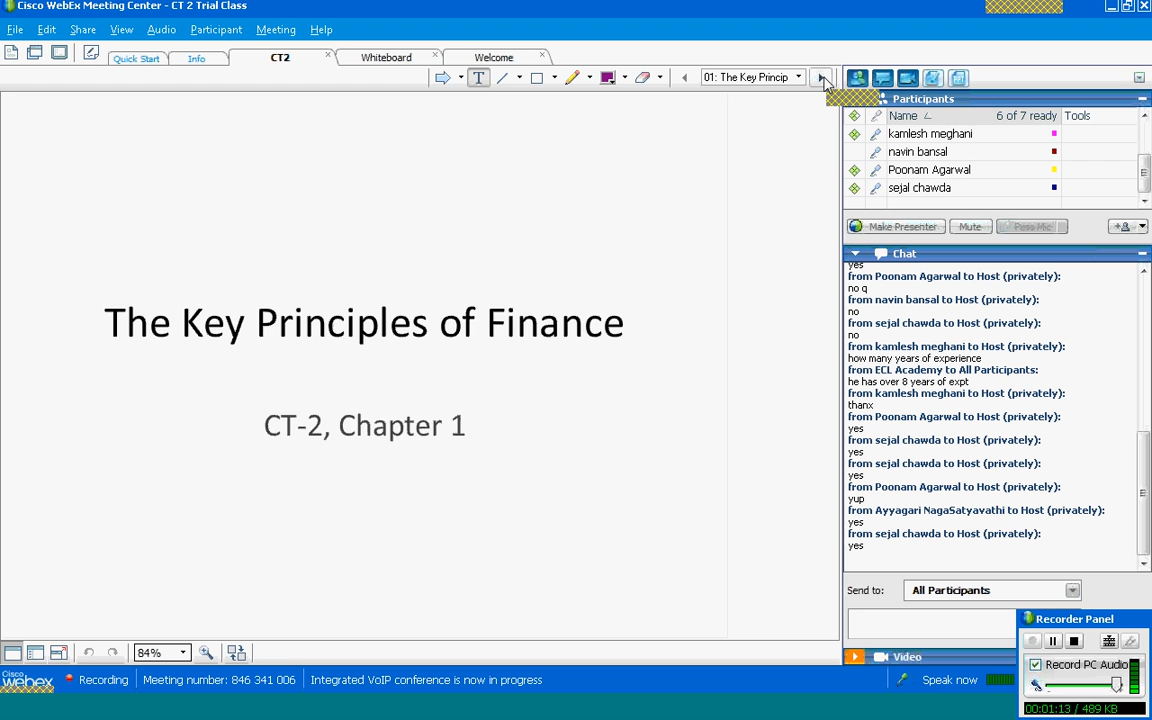 Cisco WebEx Meeting Center - CT 2 Trial Class
File Edit Share View Audio Participant Meeting Help
Quick Start Info CT2 Whiteboard Welcome
T 01: The Key Princip
Participants
Name 6 of 7 ready Tools
kamlesh meghani
navin bansal
Poonam Agarwal
sejal chawda
Make Presenter Mute Pass Mic
Chat
yes
from Poonam Agarwal to Host (privately):
no q
from navin bansal to Host (privately):
no
from sejal chawda to Host (privately):
no
from kamlesh meghani to Host (privately):
how many years of experience
from ECL Academy to All Participants:
he has over 8 years of expt
from kamlesh meghani to Host (privately):
thanx
from Poonam Agarwal to Host (privately):
yes
from sejal chawda to Host (privately):
yes
from sejal chawda to Host (privately):
yes
from Poonam Agarwal to Host (privately):
yup
from Ayyagari NagaSatyavathi to Host (privately):
yes
from sejal chawda to Host (privately):
yes
The Key Principles of Finance
CT-2, Chapter 1
Send to: All Participants
Recorder Panel
Record PC Audio
00:01:13 / 489 KB
Video
84%
Cisco webex Recording Meeting number: 846 341 006 Integrated VoIP conference is now in progress Speak now